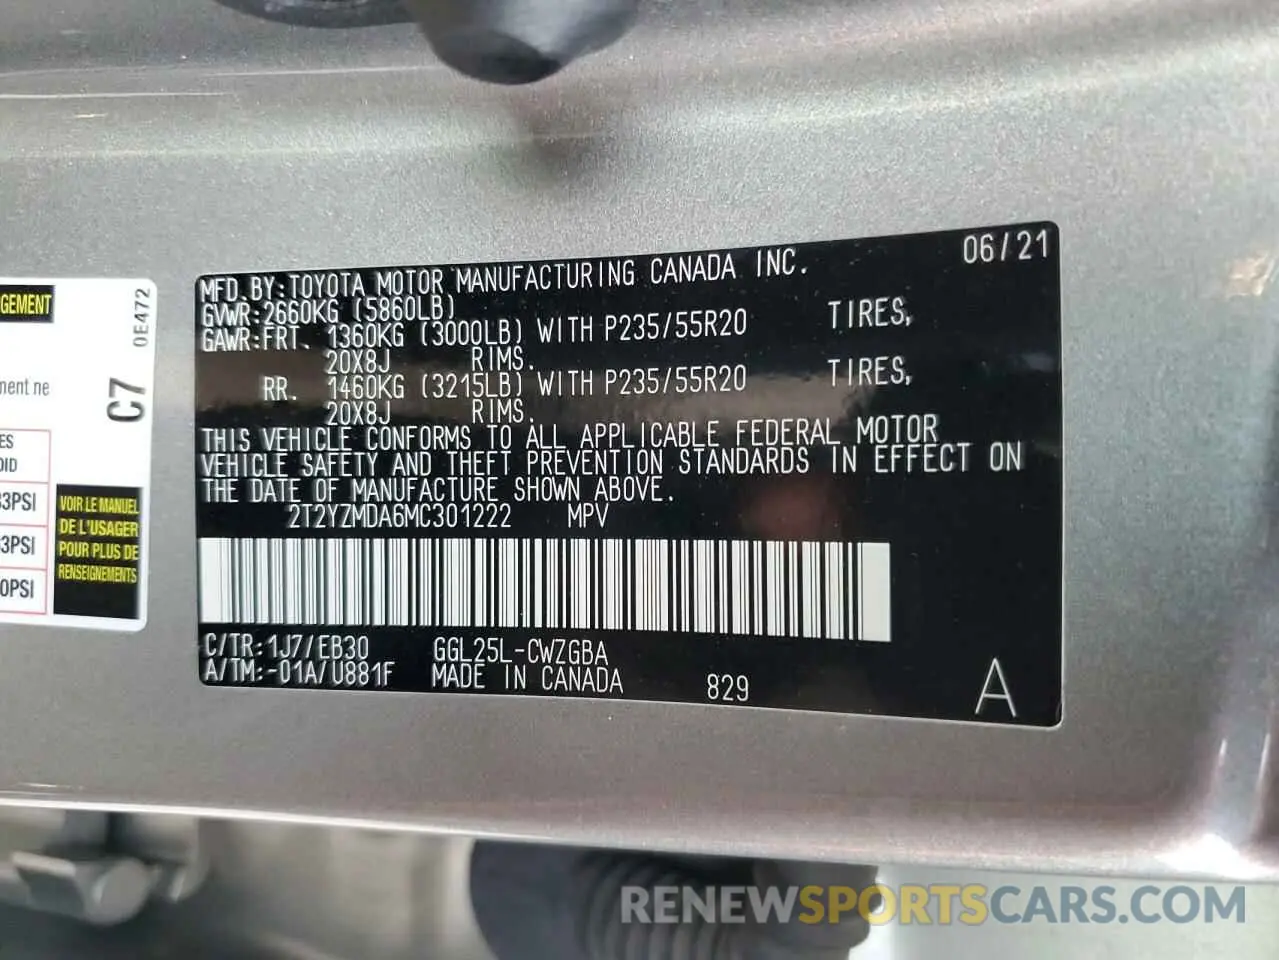 MFD.BY:TOYOTA MOTOR MANUFACTURING CANADA INC. 06/21
GVWR:2660KG (5860LB)
GAWR:FRT. 1360KG (3000LB) WITH P235/55R20 TIRES,
20X8J RIMS.
RR. 1460KG (3215LB) WITH P235/55R20 TIRES,
20X8J RIMS.
THIS VEHICLE CONFORMS TO ALL APPLICABLE FEDERAL MOTOR
VEHICLE SAFETY AND THEFT PREVENTION STANDARDS IN EFFECT ON
THE DATE OF MANUFACTURE SHOWN ABOVE.
2T2YZMDA6MC301222 MPV
C/TR:1J7/EB30 GGL25L-CWZGBA
A/TM:-01A/U881F MADE IN CANADA 829 A
0E472
C7
ne
VOIR LE MANUEL
DE L'USAGER
POUR PLUS DE
RENSEIGNEMENTS
RENEWSPORTSCARS.COM